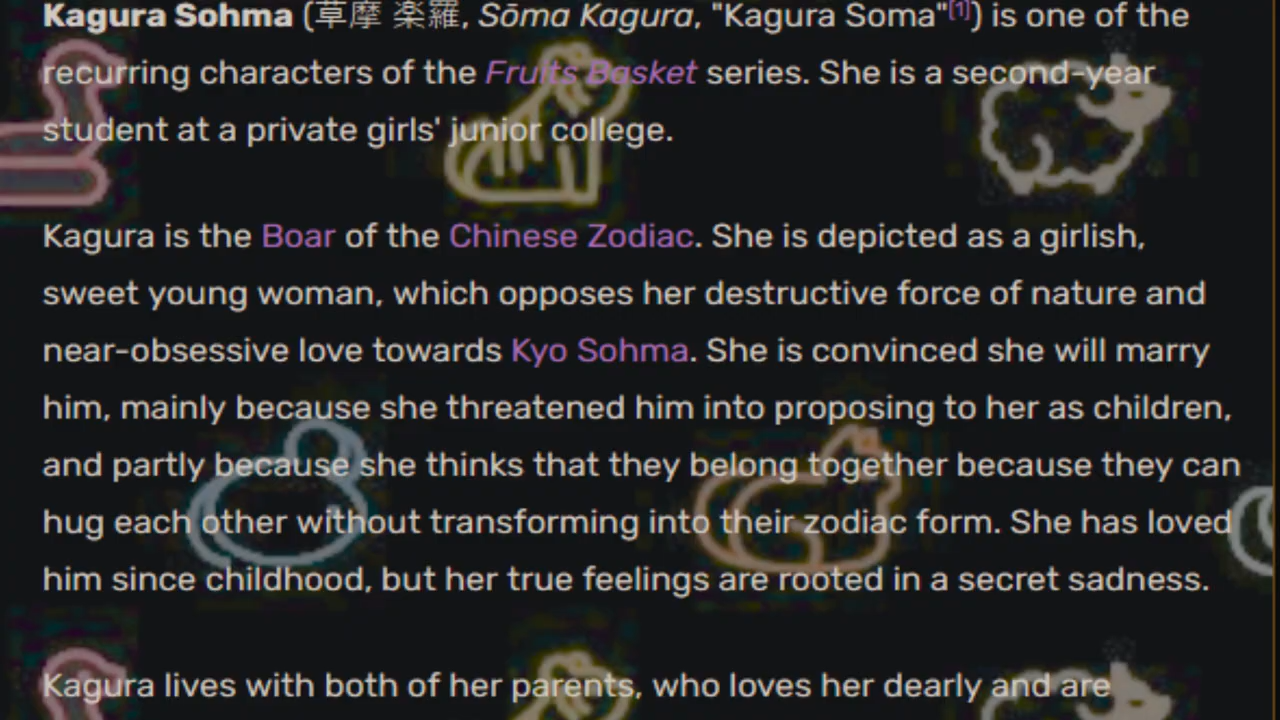 Kagura Sohma (草摩 楽羅, Sōma Kagura, "Kagura Soma"[1]) is one of the
recurring characters of the Fruits Basket series. She is a second-year
student at a private girls' junior college.
Kagura is the Boar of the Chinese Zodiac. She is depicted as a girlish,
sweet young woman, which opposes her destructive force of nature and
near-obsessive love towards Kyo Sohma. She is convinced she will marry
him, mainly because she threatened him into proposing to her as children,
and partly because she thinks that they belong together because they can
hug each other without transforming into their zodiac form. She has loved
him since childhood, but her true feelings are rooted in a secret sadness.
Kagura lives with both of her parents, who loves her dearly and are